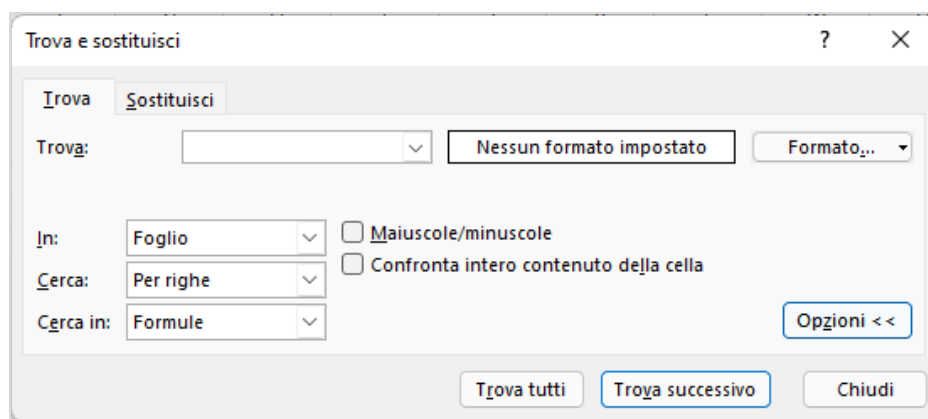 Trova e sostituisci ?
Trova Sostituisci
Trova: Nessun formato impostato Formato...
In: Foglio Maiuscole/minuscole
Confronta intero contenuto della cella
Cerca: Per righe
Cerca in: Formule Opzioni <<
Trova tutti Trova successivo Chiudi